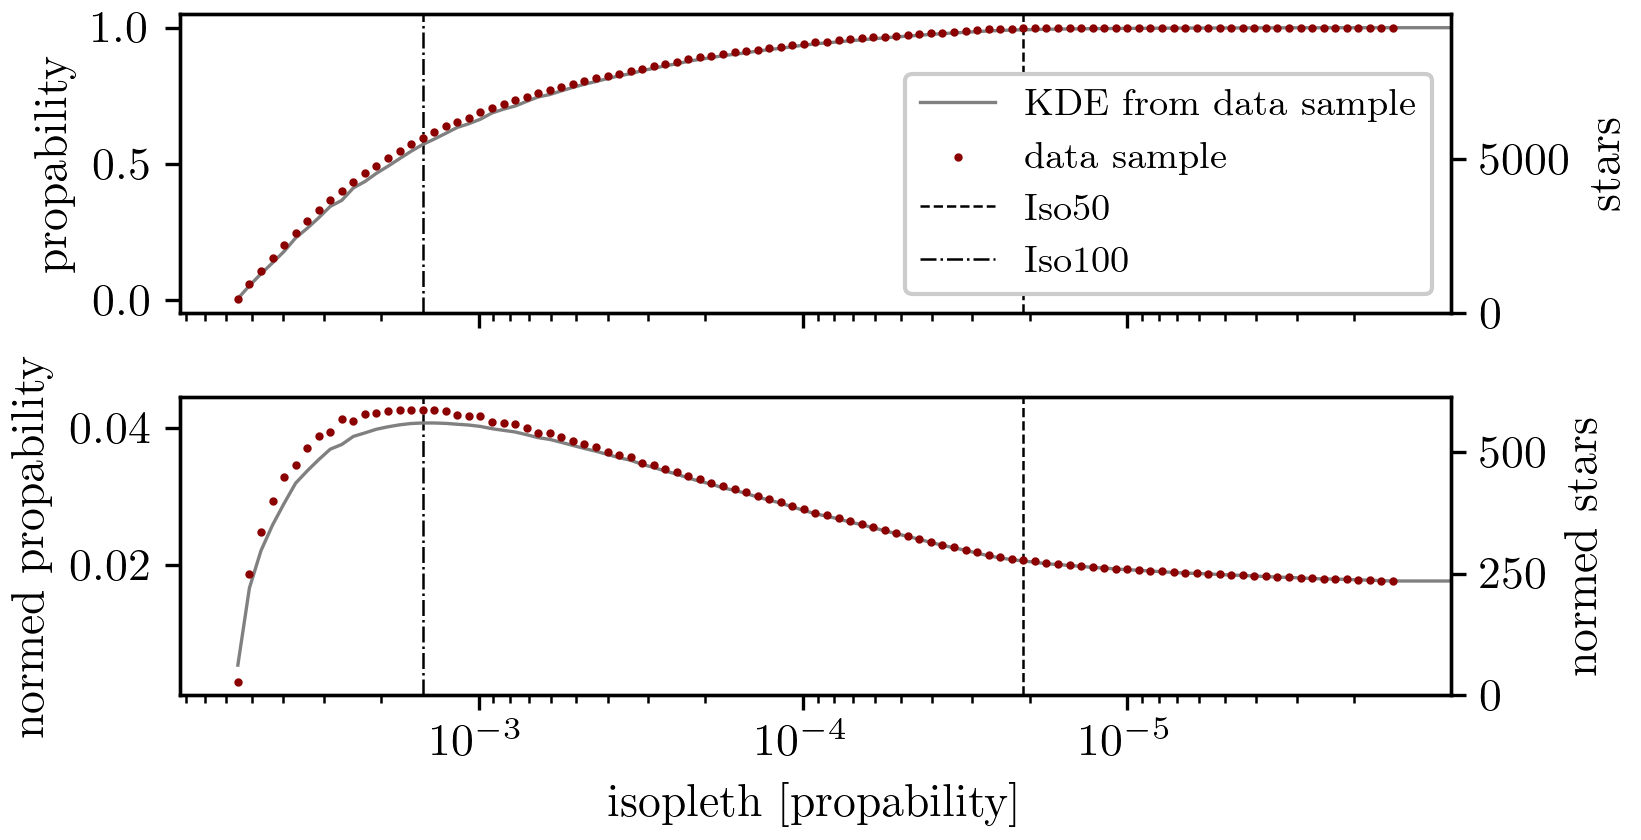 1.0
0.5
0.0
propability
5000
0
stars
KDE from data sample
data sample
Iso50
Iso100
0.04
0.02
normed propability
500
250
0
normed stars
10⁻³ 10⁻⁴ 10⁻⁵
isopleth [propability]